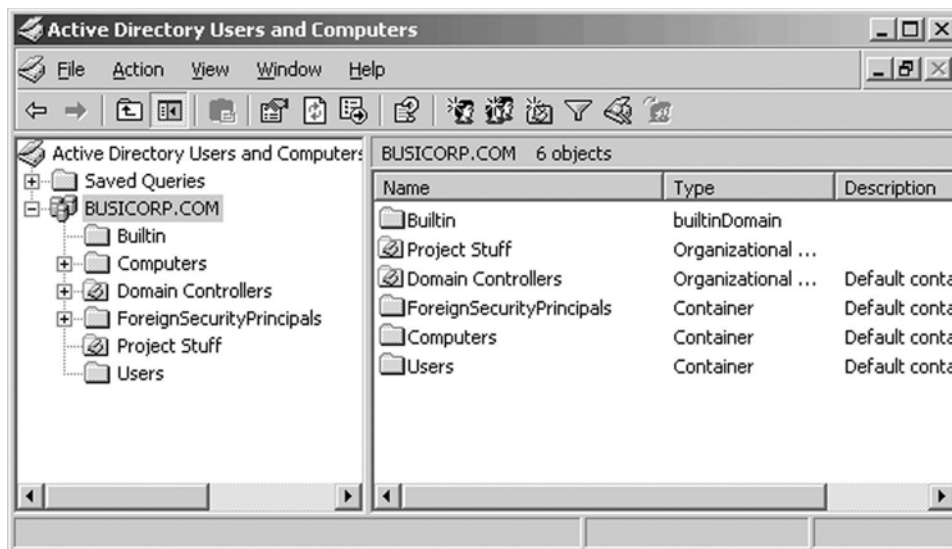 Active Directory Users and Computers
File Action View Window Help
Active Directory Users and Computers
Saved Queries
BUSICORP.COM
Builtin
Computers
Domain Controllers
ForeignSecurityPrincipals
Project Stuff
Users
BUSICORP.COM 6 objects
Name Type Description
Builtin builtinDomain
Project Stuff Organizational ...
Domain Controllers Organizational ... Default conta
ForeignSecurityPrincipals Container Default conta
Computers Container Default conta
Users Container Default conta